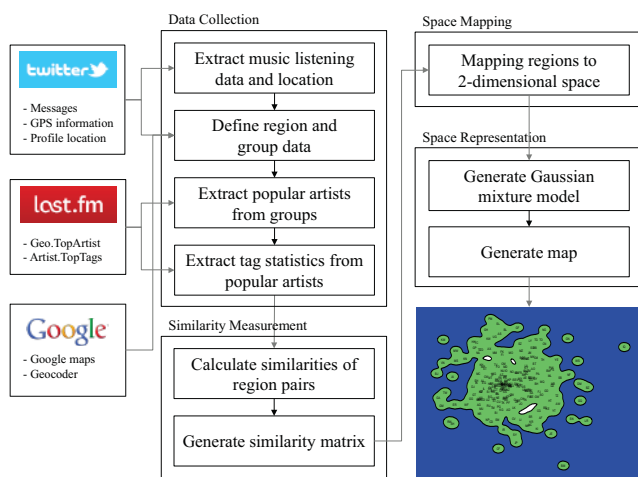 Data Collection
Space Mapping
twitter
- Messages
- GPS information
- Profile location
Extract music listening
data and location
Define region and
group data
Extract popular artists
from groups
Extract tag statistics from
popular artists
last.fm
- Geo.TopArtist
- Artist.TopTags
Google
- Google maps
- Geocoder
Similarity Measurement
Calculate similarities of
region pairs
Generate similarity matrix
Mapping regions to
2-dimensional space
Space Representation
Generate Gaussian
mixture model
Generate map